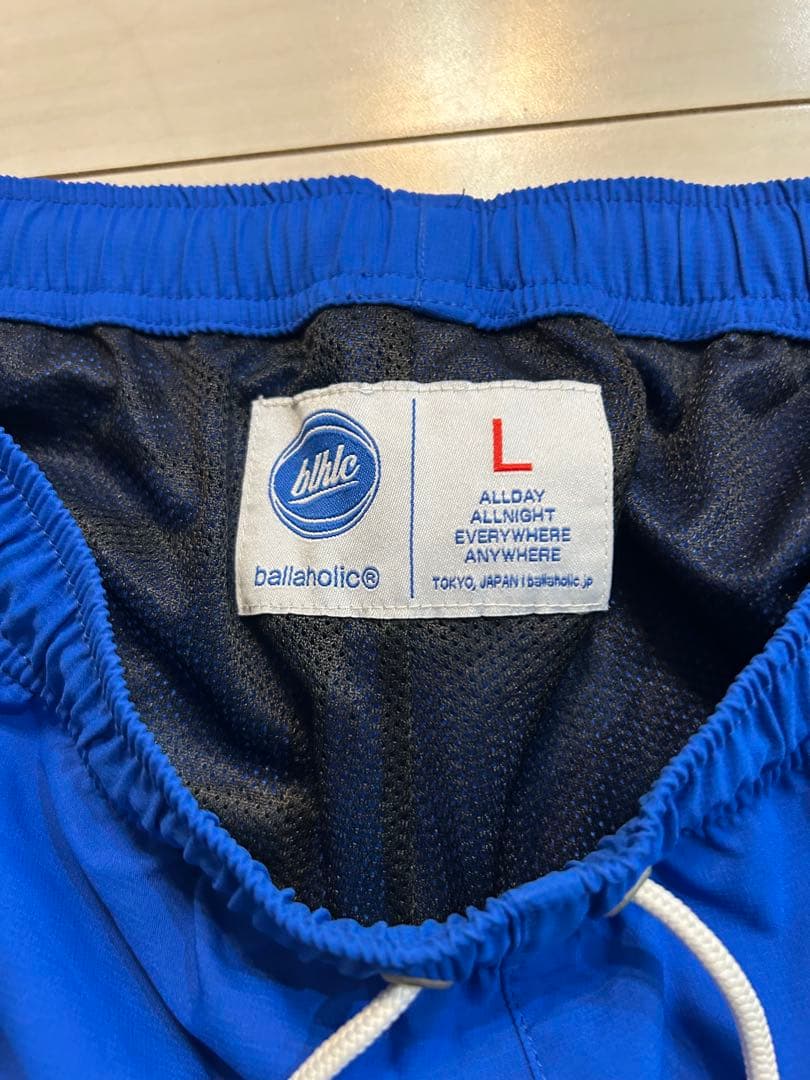 blhlc
ballaholic®
L
ALLDAY
ALLNIGHT
EVERYWHERE
ANYWHERE
TOKYO, JAPAN | ballaholic.jp